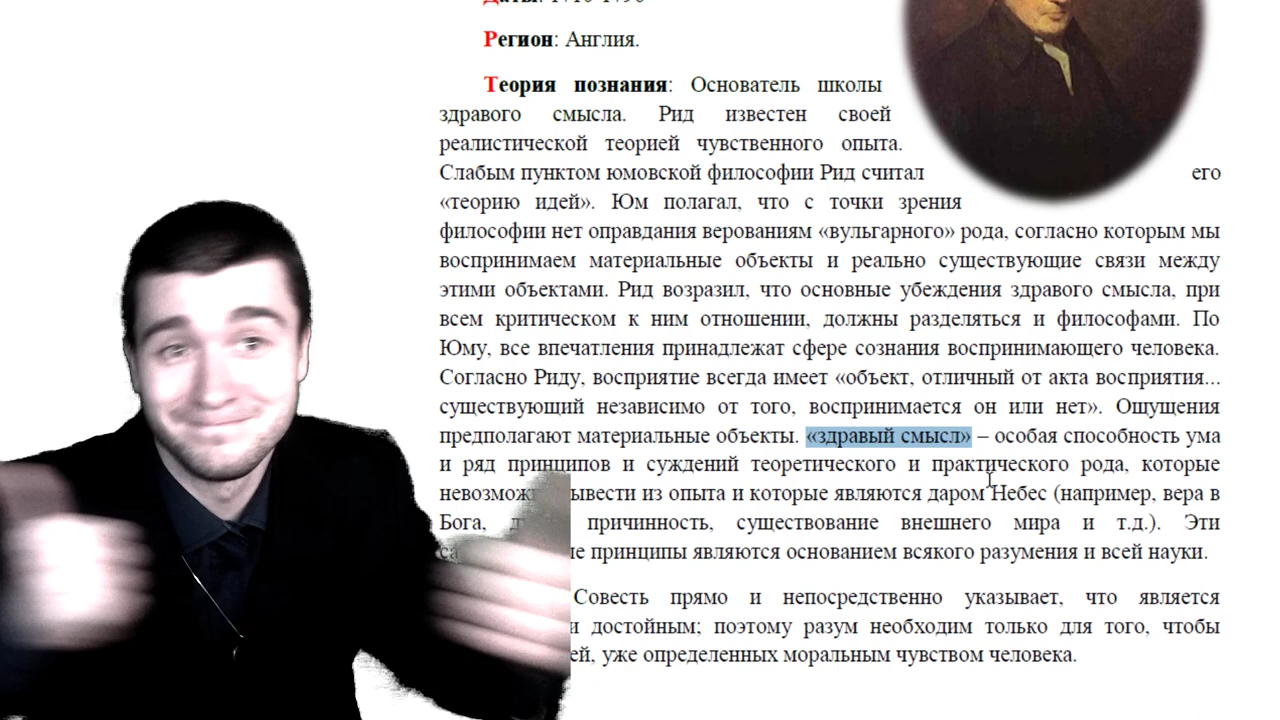 Регион: Англия.
Теория познания: Основатель школы
здравого смысла. Рид известен своей
реалистической теорией чувственного опыта.
Слабым пунктом юмовской философии Рид считал его
«теорию идей». Юм полагал, что с точки зрения
философии нет оправдания верованиям «вульгарного» рода, согласно которым мы
воспринимаем материальные объекты и реально существующие связи между
этими объектами. Рид возразил, что основные убеждения здравого смысла, при
всем критическом к ним отношении, должны разделяться и философами. По
Юму, все впечатления принадлежат сфере сознания воспринимающего человека.
Согласно Риду, восприятие всегда имеет «объект, отличный от акта восприятия...
существующий независимо от того, воспринимается он или нет». Ощущения
предполагают материальные объекты. «здравый смысл» – особая способность ума
и ряд принципов и суждений теоретического и практического рода, которые
из опыта и которые являются даром Небес (например, вера в
Бога, причинность, существование внешнего мира и т.д.). Эти
принципы являются основанием всякого разумения и всей науки.
Совесть прямо и непосредственно указывает, что является
и достойным; поэтому разум необходим только для того, чтобы
уже определенных моральным чувством человека.